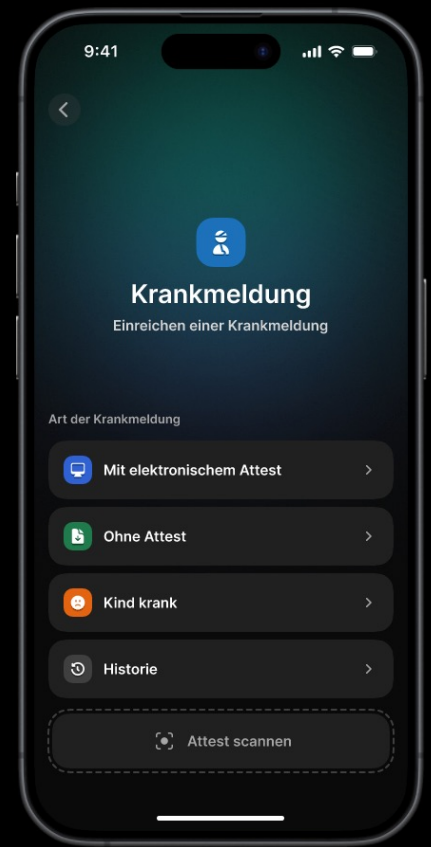 9:41
Krankmeldung
Einreichen einer Krankmeldung
Art der Krankmeldung
Mit elektronischem Attest
Ohne Attest
Kind krank
Historie
Attest scannen